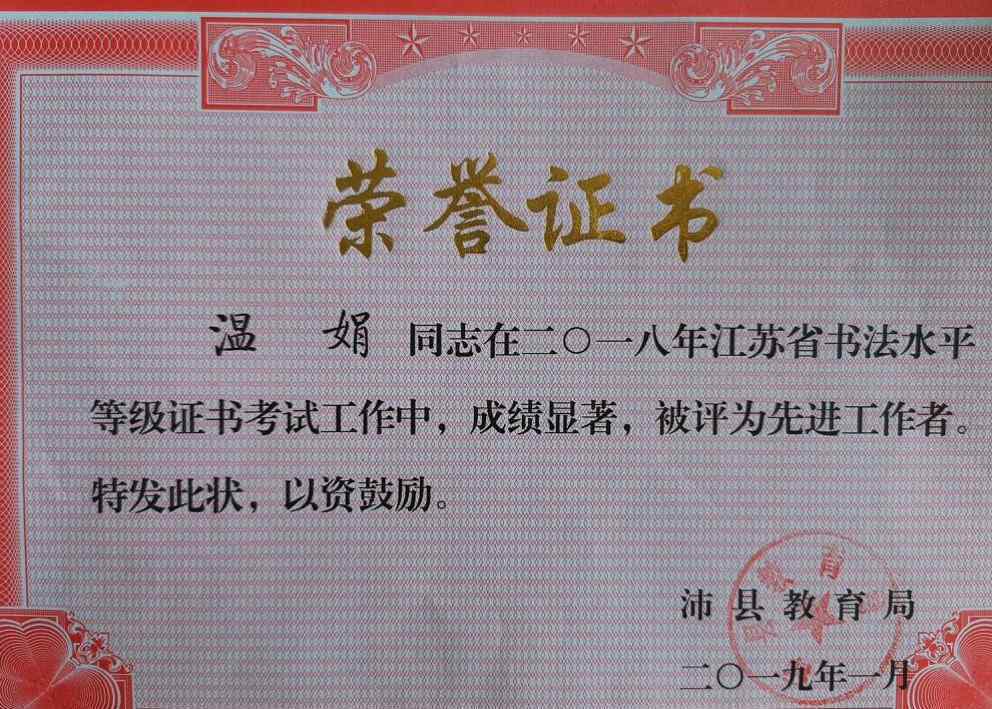 荣誉证书
温娟同志在二〇一八年江苏省书法水平
等级证书考试工作中，成绩显著，被评为先进工作者。
特发此状，以资鼓励。
沛县教育局
二〇一九年一月